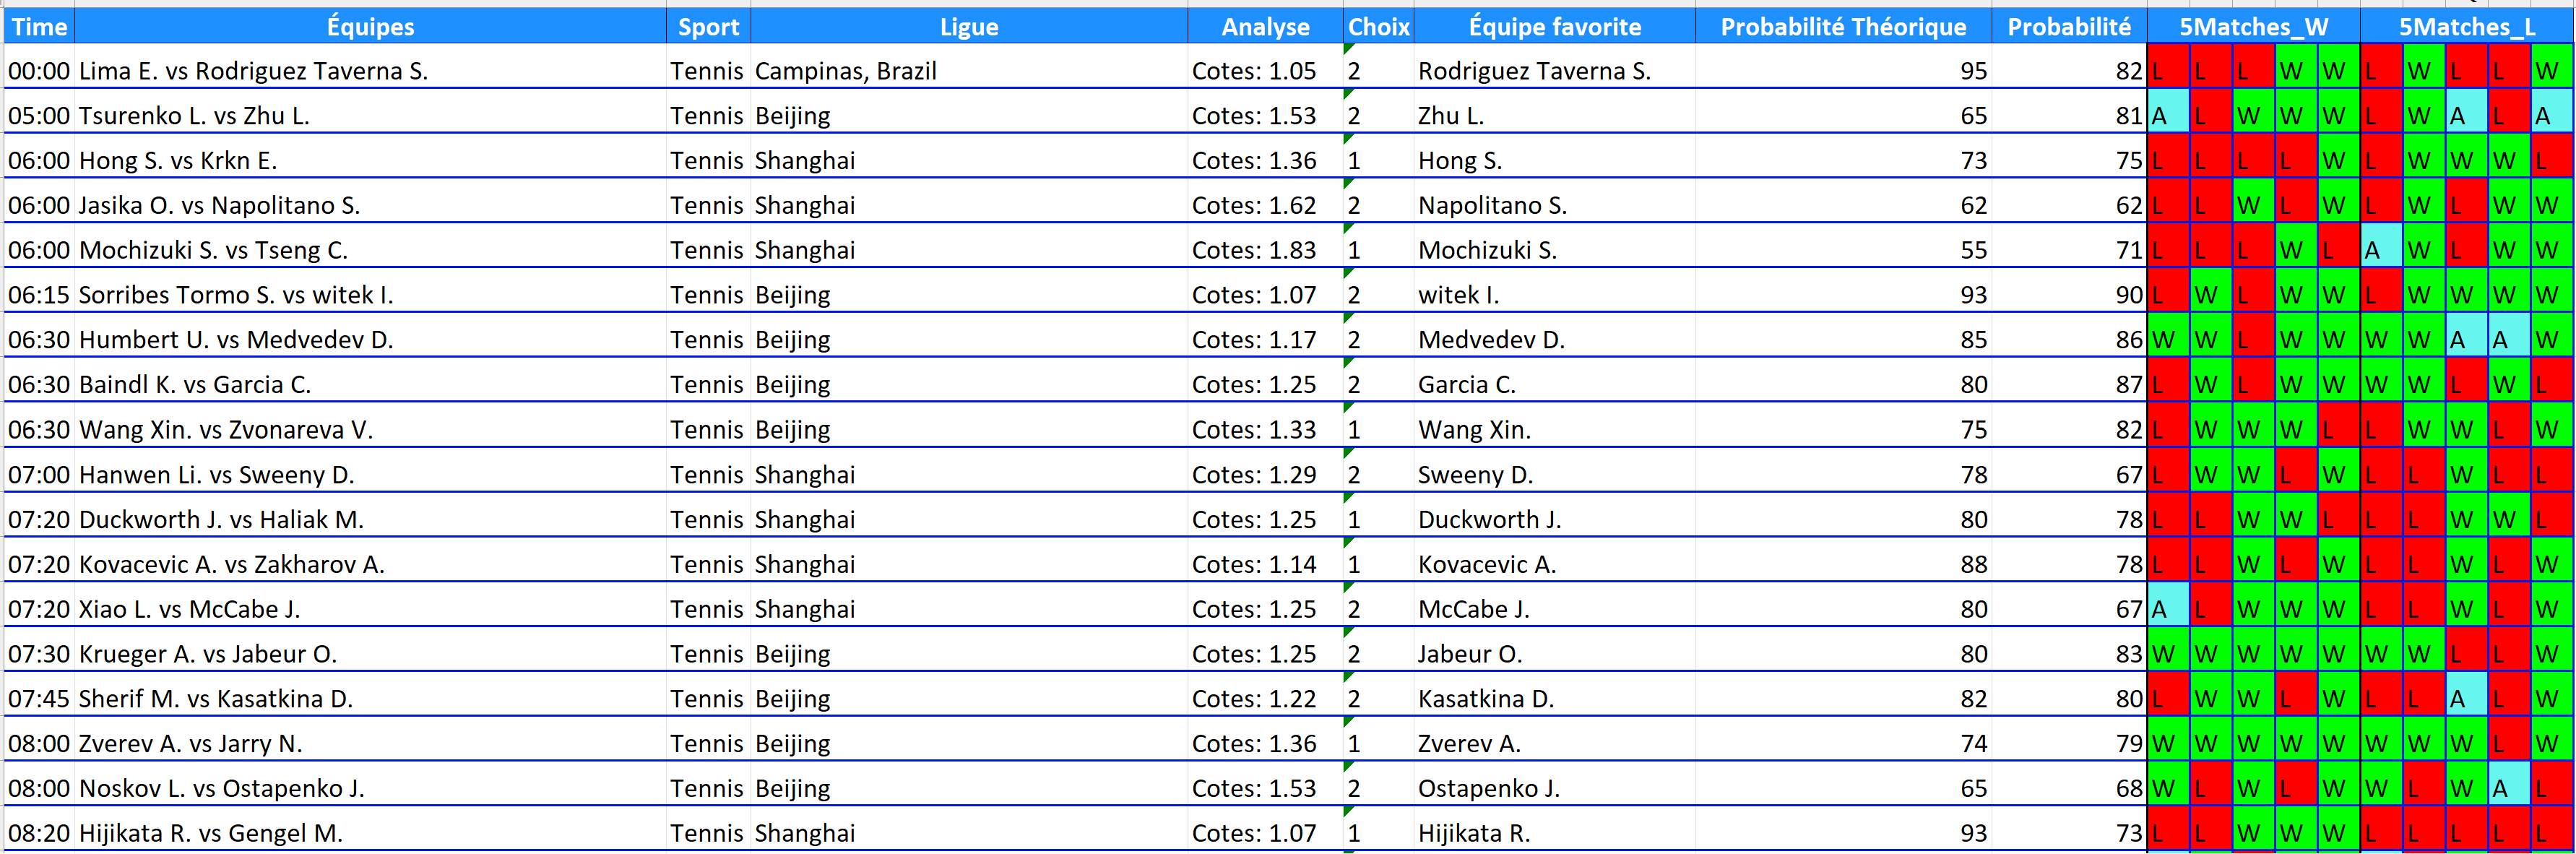 Time Équipes Sport Ligue Analyse Choix Équipe favorite Probabilité Théorique Probabilité 5Matches_W 5Matches_L
00:00 Lima E. vs Rodriguez Taverna S. Tennis Campinas, Brazil Cotes: 1.05 2 Rodriguez Taverna S. 95 82 L L L W W L W L L W
05:00 Tsurenko L. vs Zhu L. Tennis Beijing Cotes: 1.53 2 Zhu L. 65 81 A L W W W L W A L A
06:00 Hong S. vs Krkn E. Tennis Shanghai Cotes: 1.36 1 Hong S. 73 75 L L L L W L W W W L
06:00 Jasika O. vs Napolitano S. Tennis Shanghai Cotes: 1.62 2 Napolitano S. 62 62 L L W L W L W L W W
06:00 Mochizuki S. vs Tseng C. Tennis Shanghai Cotes: 1.83 1 Mochizuki S. 55 71 L L L W L A W L W W
06:15 Sorribes Tormo S. vs witek I. Tennis Beijing Cotes: 1.07 2 witek I. 93 90 L W L W W L W W W W
06:30 Humbert U. vs Medvedev D. Tennis Beijing Cotes: 1.17 2 Medvedev D. 85 86 W W L W W W W A A W
06:30 Baindl K. vs Garcia C. Tennis Beijing Cotes: 1.25 2 Garcia C. 80 87 L W L W W W W L W L
06:30 Wang Xin. vs Zvonareva V. Tennis Beijing Cotes: 1.33 1 Wang Xin. 75 82 L W W W L L W W L W
07:00 Hanwen Li. vs Sweeny D. Tennis Shanghai Cotes: 1.29 2 Sweeny D. 78 67 L W W L W L L W L L
07:20 Duckworth J. vs Haliak M. Tennis Shanghai Cotes: 1.25 1 Duckworth J. 80 78 L L W W L L L W W L
07:20 Kovacevic A. vs Zakharov A. Tennis Shanghai Cotes: 1.14 1 Kovacevic A. 88 78 L L W L W L L W L W
07:20 Xiao L. vs McCabe J. Tennis Shanghai Cotes: 1.25 2 McCabe J. 80 67 A L W W W L L W L W
07:30 Krueger A. vs Jabeur O. Tennis Beijing Cotes: 1.25 2 Jabeur O. 80 83 W W W W W W W L L W
07:45 Sherif M. vs Kasatkina D. Tennis Beijing Cotes: 1.22 2 Kasatkina D. 82 80 L W W L W L L A L W
08:00 Zverev A. vs Jarry N. Tennis Beijing Cotes: 1.36 1 Zverev A. 74 79 W W W W W W W W L W
08:00 Noskov L. vs Ostapenko J. Tennis Beijing Cotes: 1.53 2 Ostapenko J. 65 68 W L W L W W L W A L
08:20 Hijikata R. vs Gengel M. Tennis Shanghai Cotes: 1.07 1 Hijikata R. 93 73 L L W W W L L L L L